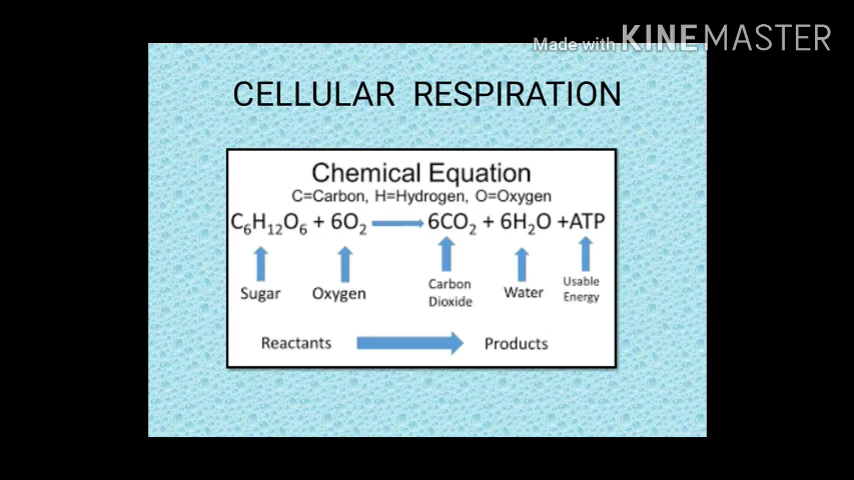 Made with KINEMASTER
CELLULAR RESPIRATION
Chemical Equation
C=Carbon, H=Hydrogen, O=Oxygen
C₆H₁₂O₆ + 6O₂ → 6CO₂ + 6H₂O +ATP
Sugar Oxygen Carbon Dioxide Water Usable Energy
Reactants Products